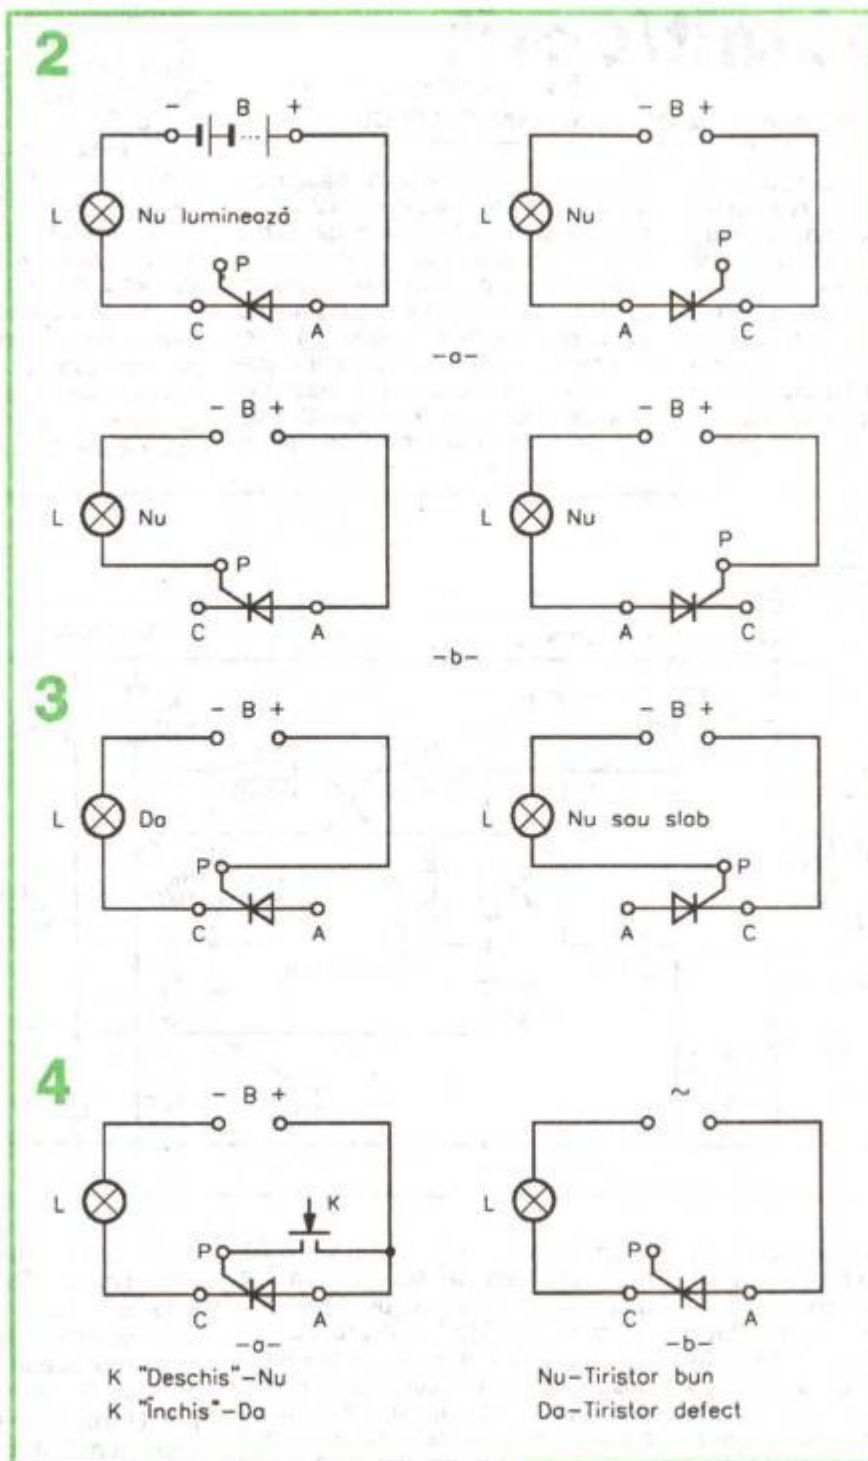 2
- B +
- B +
L Nu luminează
L Nu
P
P
C A
A C
-a-
- B +
- B +
L Nu
L Nu
P
P
C A
A C
-b-
3
- B +
- B +
L Da
L Nu sau slab
P
P
C A
A C
4
- B +
~
L
K
L
P
P
C A
C A
-a-
-b-
K "Deschis"-Nu
K "Închis"-Da
Nu-Tiristor bun
Da-Tiristor defect